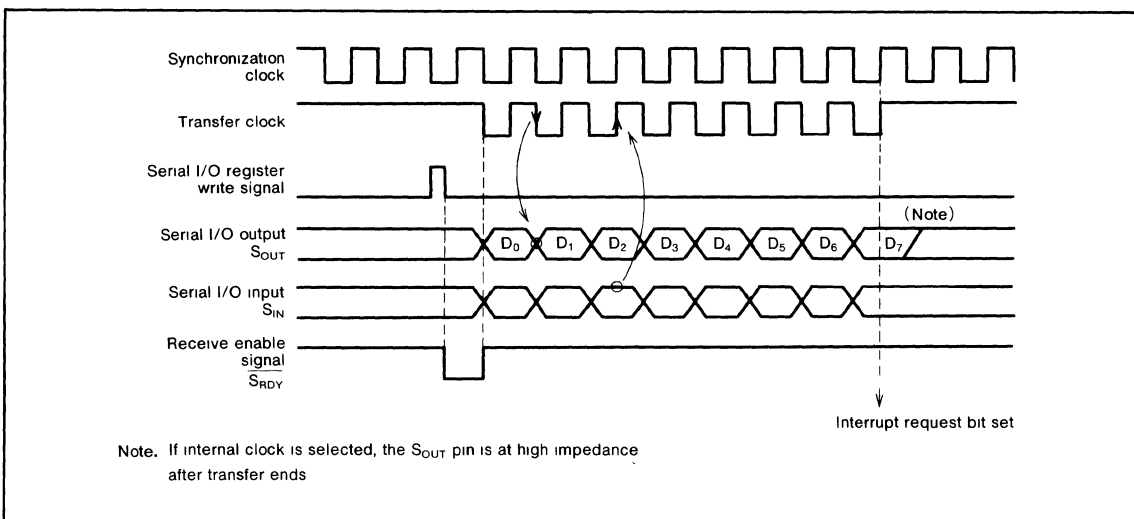 Synchronization
clock
Transfer clock
Serial I/O register
write signal
(Note)
Serial I/O output
SOUT
D0 D1 D2 D3 D4 D5 D6 D7
Serial I/O input
SIN
Receive enable
signal
SRDY
Interrupt request bit set
Note. If internal clock is selected, the SOUT pin is at high impedance
after transfer ends